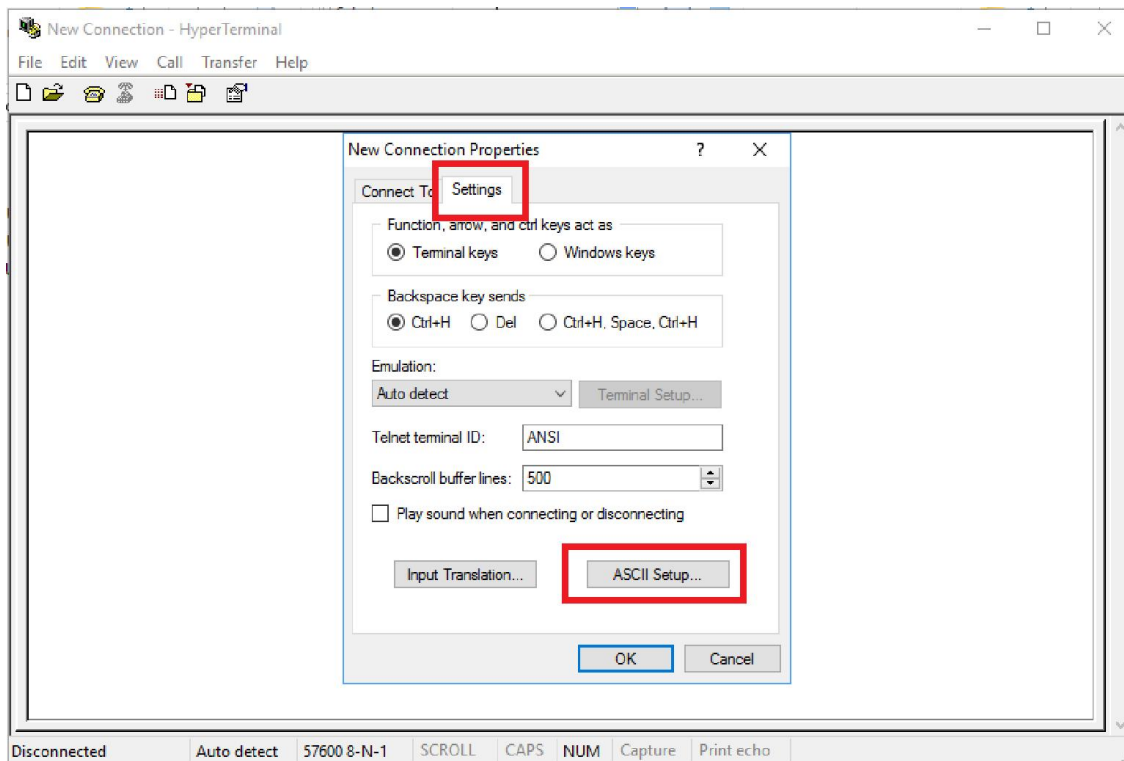 New Connection - HyperTerminal
File Edit View Call Transfer Help
New Connection Properties ? X
Connect To Settings
Function, arrow, and ctrl keys act as
Terminal keys Windows keys
Backspace key sends
Ctrl+H Del Ctrl+H, Space, Ctrl+H
Emulation:
Auto detect Terminal Setup...
Telnet terminal ID: ANSI
Backscroll buffer lines: 500
Play sound when connecting or disconnecting
Input Translation... ASCII Setup...
OK Cancel
Disconnected Auto detect 57600 8-N-1 SCROLL CAPS NUM Capture Print echo